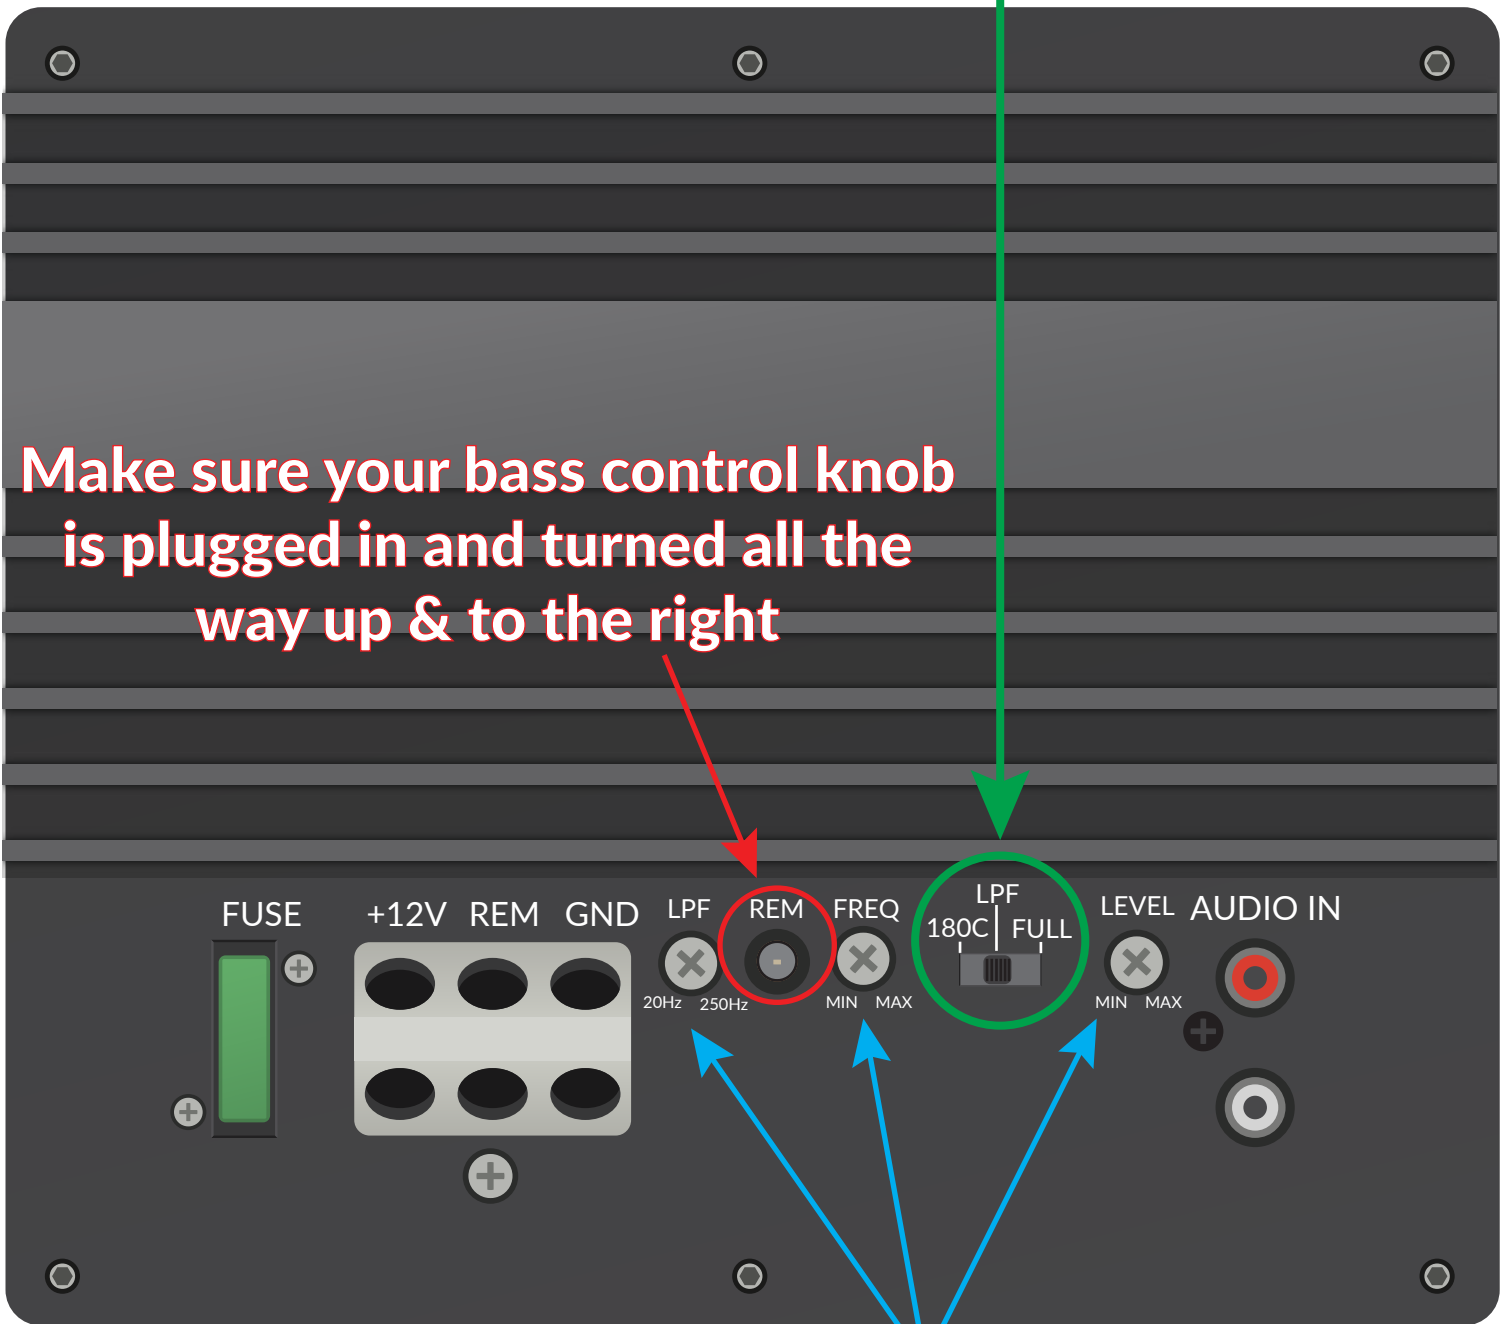 Make sure your bass control knob
is plugged in and turned all the
way up & to the right
FUSE +12V REM GND LPF REM FREQ LPF LEVEL AUDIO IN
180C FULL
20Hz 250Hz MIN MAX MIN MAX